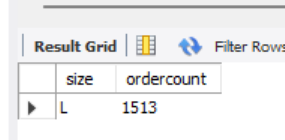 Result Grid Filter Rows
size ordercount
L 1513